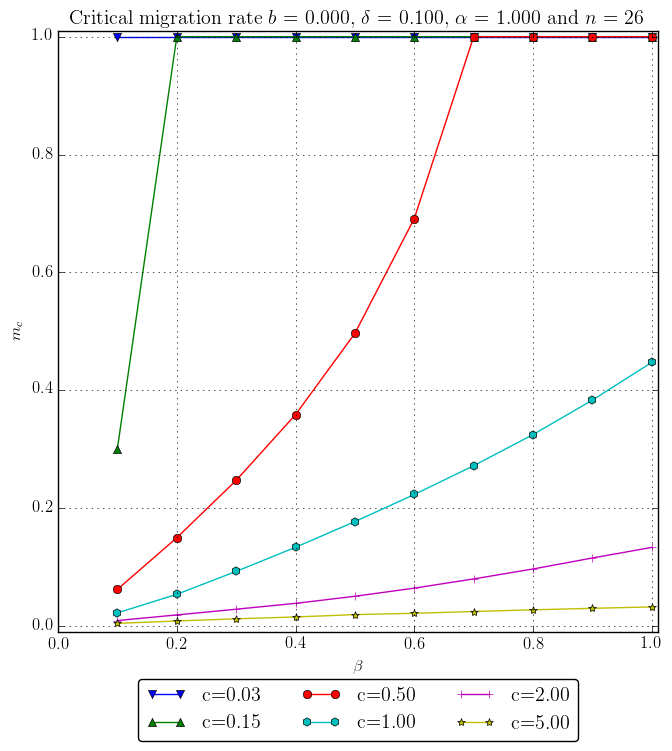 Critical migration rate b = 0.000, δ = 0.100, α = 1.000 and n = 26
1.0
0.8
0.6
0.4
0.2
0.0
m_c
0.0 0.2 0.4 0.6 0.8 1.0
β
c=0.03 c=0.50 c=2.00
c=0.15 c=1.00 c=5.00